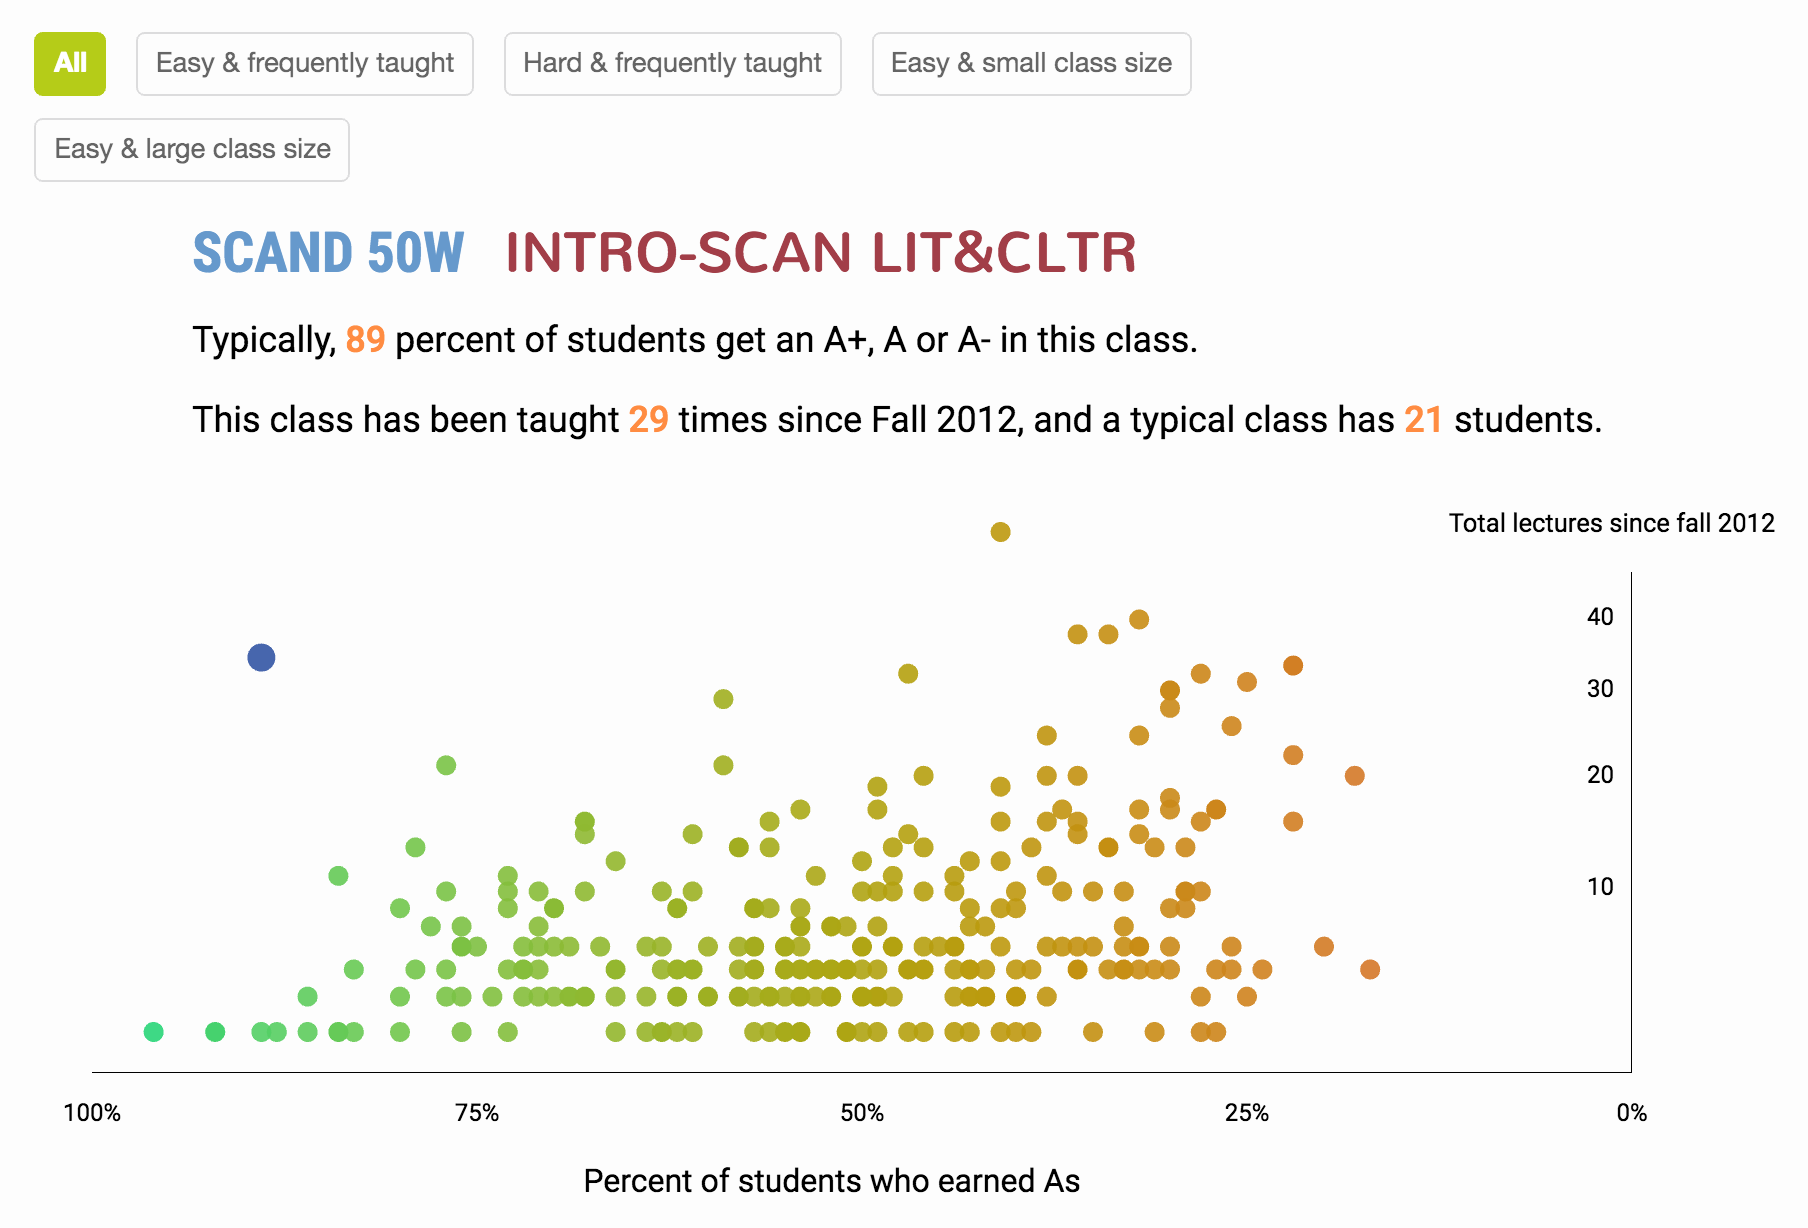 All Easy & frequently taught Hard & frequently taught Easy & small class size
Easy & large class size
SCAND 50W INTRO-SCAN LIT&CLTR
Typically, 89 percent of students get an A+, A or A- in this class.
This class has been taught 29 times since Fall 2012, and a typical class has 21 students.
Total lectures since fall 2012
40
30
20
10
100% 75% 50% 25% 0%
Percent of students who earned As